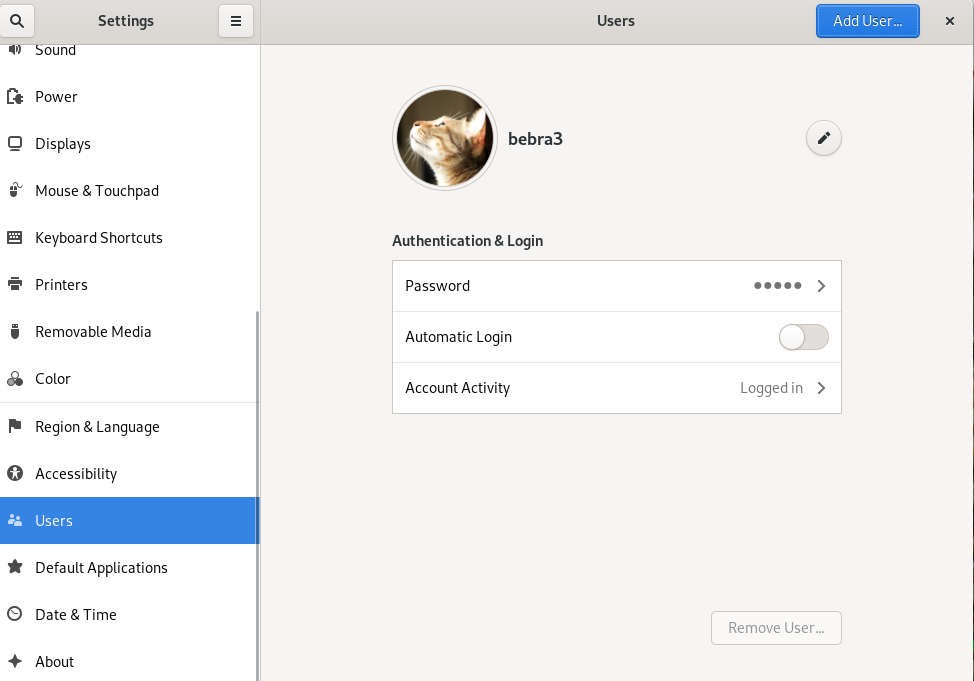 Settings
Users
Add User...
Sound
Power
Displays
Mouse & Touchpad
Keyboard Shortcuts
Printers
Removable Media
Color
Region & Language
Accessibility
Users
Default Applications
Date & Time
About
bebra3
Authentication & Login
Password ●●●●●
Automatic Login
Account Activity Logged in
Remove User...